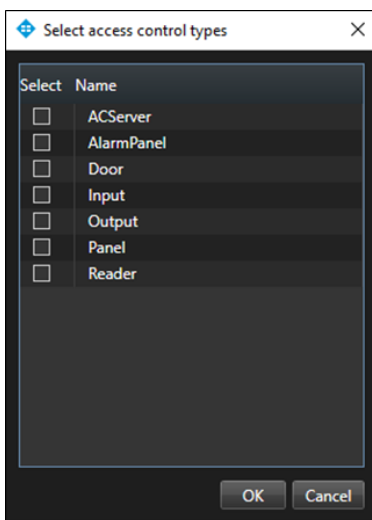 Select access control types
Select Name
ACServer
AlarmPanel
Door
Input
Output
Panel
Reader
OK Cancel